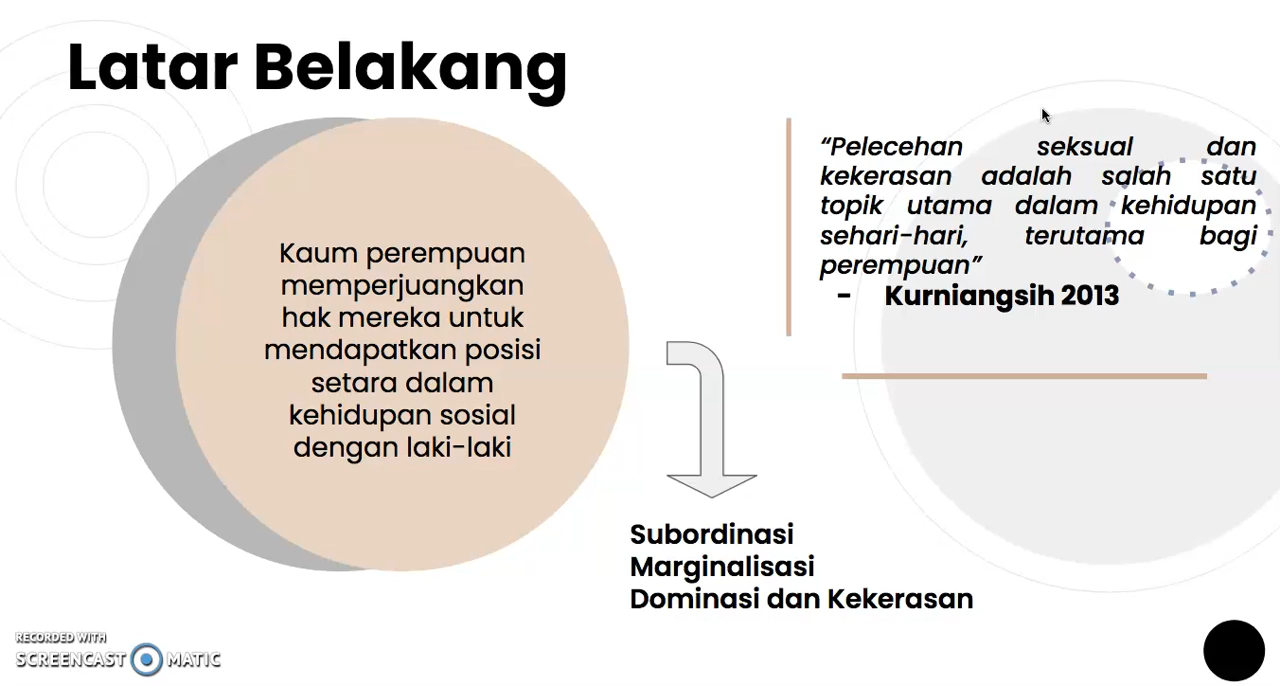 Latar Belakang
Kaum perempuan
memperjuangkan
hak mereka untuk
mendapatkan posisi
setara dalam
kehidupan sosial
dengan laki-laki
“Pelecehan seksual dan
kekerasan adalah salah satu
topik utama dalam kehidupan
sehari-hari, terutama bagi
perempuan”
- Kurniangsih 2013
Subordinasi
Marginalisasi
Dominasi dan Kekerasan
RECORDED WITH
SCREENCAST MATIC